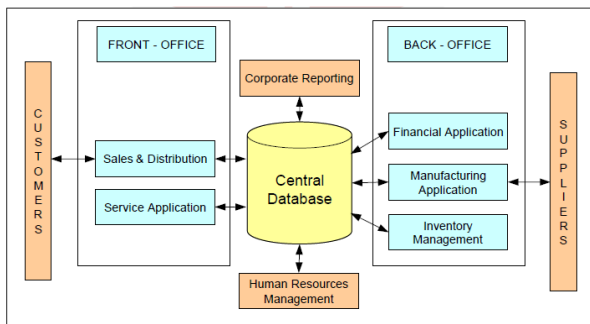 FRONT - OFFICE
BACK - OFFICE
Corporate Reporting
CUSTOMERS
Sales & Distribution
Service Application
Central
Database
Financial Application
Manufacturing
Application
Inventory
Management
SUPPLIERS
Human Resources
Management